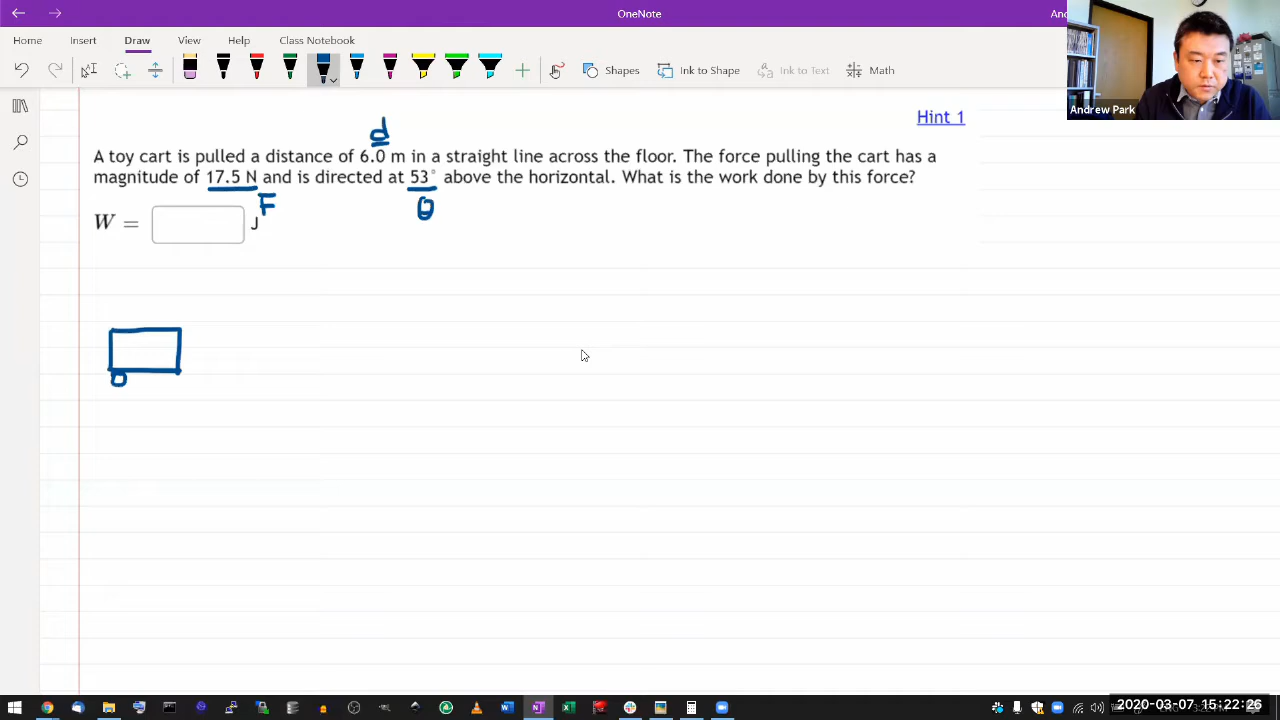 OneNote
An
Home Insert Draw View Help Class Notebook
Shapes Ink to Shape Ink to Text Math
Andrew Park
Hint 1
d
A toy cart is pulled a distance of 6.0 m in a straight line across the floor. The force pulling the cart has a
magnitude of 17.5 N and is directed at 53° above the horizontal. What is the work done by this force?
F
θ
W = J
2020-03-07 15:22:26